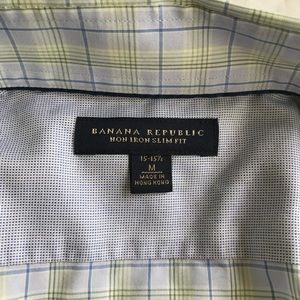 BANANA REPUBLIC
NON IRON SLIM FIT
15-15½
M
MADE IN
HONG KONG